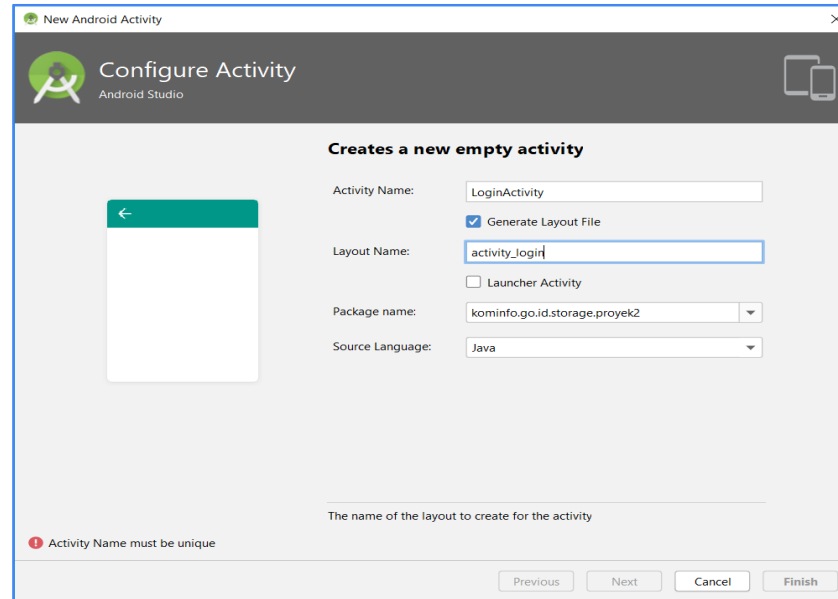 New Android Activity
Configure Activity
Android Studio
Creates a new empty activity
Activity Name:
LoginActivity
Generate Layout File
Layout Name:
activity_login
Launcher Activity
Package name:
kominfo.go.id.storage.proyek2
Source Language:
Java
The name of the layout to create for the activity
Activity Name must be unique
Previous
Next
Cancel
Finish